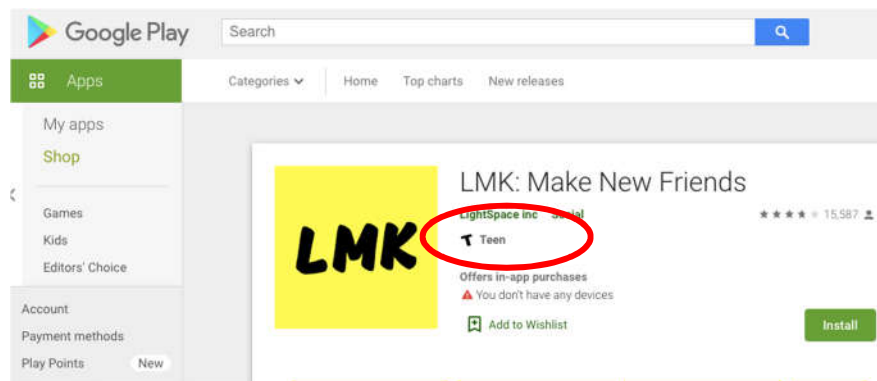 Google Play
Search
Apps
Categories
Home
Top charts
New releases
My apps
Shop
Games
Kids
Editors' Choice
Account
Payment methods
Play Points New
LMK
LMK: Make New Friends
LightSpace inc Social
15,587
T Teen
Offers in-app purchases
You don't have any devices
Add to Wishlist
Install